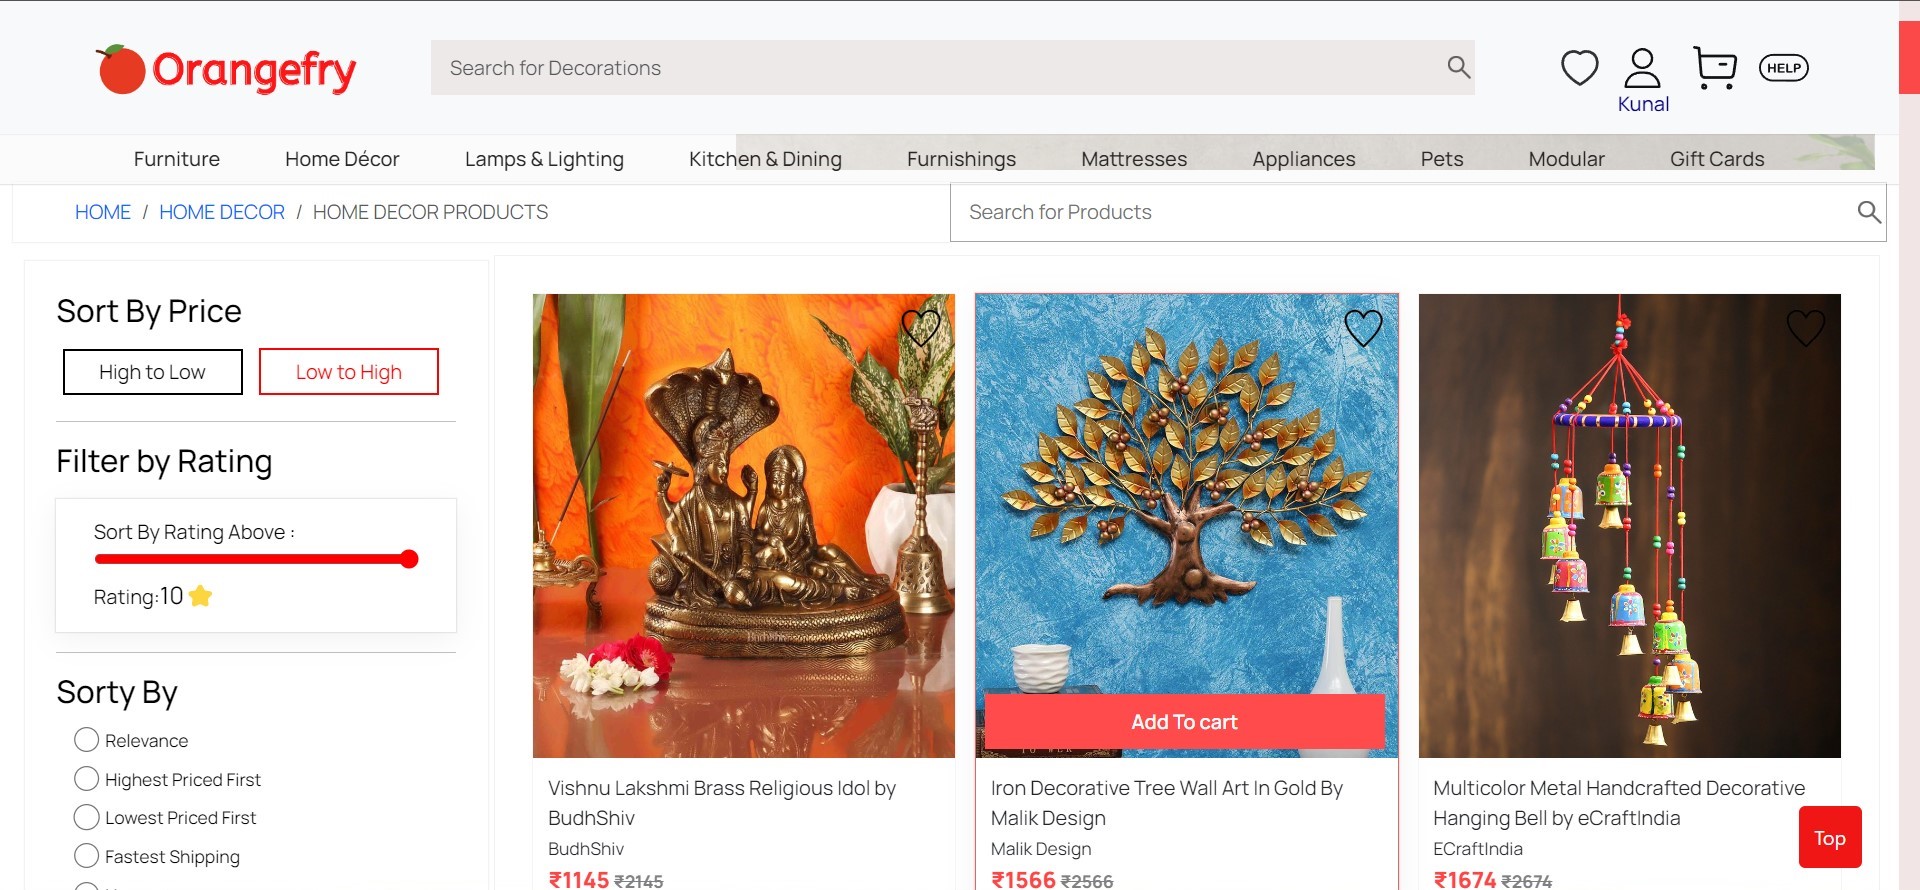 Orangefry
Search for Decorations
HELP
Kunal
Furniture
Home Décor
Lamps & Lighting
Kitchen & Dining
Furnishings
Mattresses
Appliances
Pets
Modular
Gift Cards
HOME / HOME DECOR / HOME DECOR PRODUCTS
Search for Products
Sort By Price
High to Low
Low to High
Filter by Rating
Sort By Rating Above :
Rating:10
Sorty By
Relevance
Highest Priced First
Lowest Priced First
Fastest Shipping
Add To cart
Vishnu Lakshmi Brass Religious Idol by
BudhShiv
BudhShiv
₹1145 ₹2145
Iron Decorative Tree Wall Art In Gold By
Malik Design
Malik Design
₹1566 ₹2566
Multicolor Metal Handcrafted Decorative
Hanging Bell by eCraftIndia
ECraftIndia
₹1674 ₹2674
Top